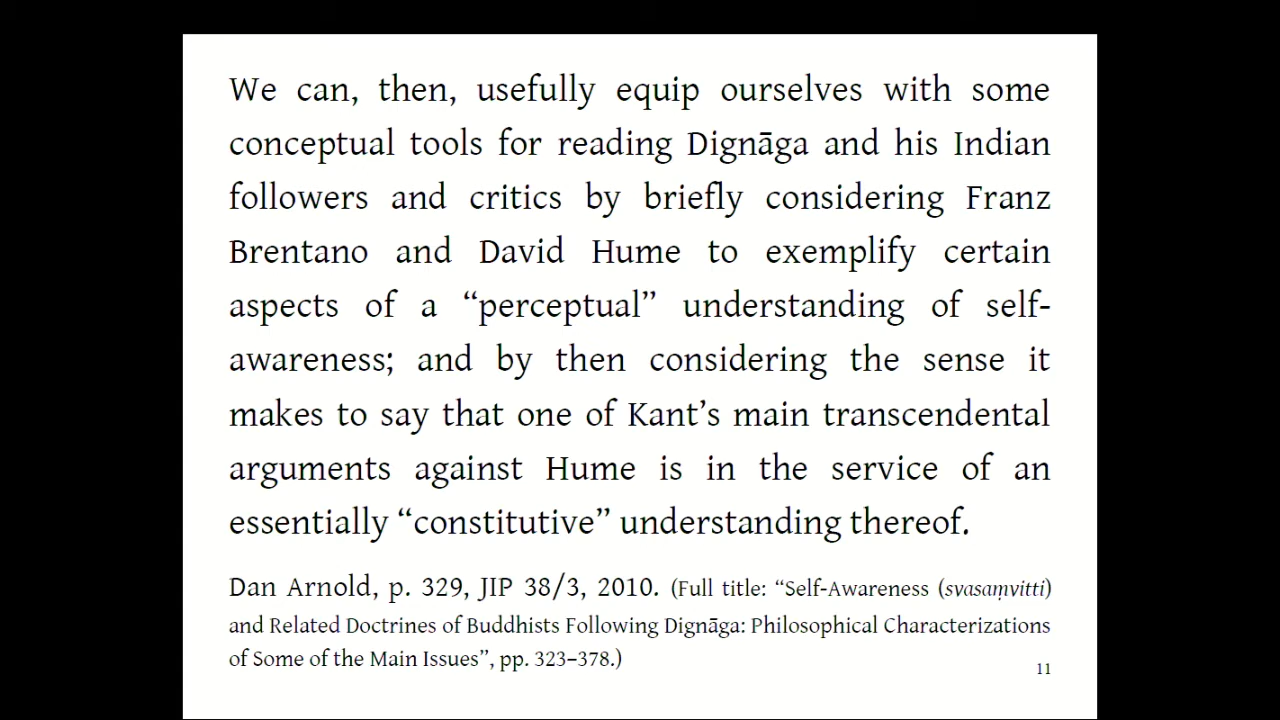 We can, then, usefully equip ourselves with some
conceptual tools for reading Dignāga and his Indian
followers and critics by briefly considering Franz
Brentano and David Hume to exemplify certain
aspects of a “perceptual” understanding of self-
awareness; and by then considering the sense it
makes to say that one of Kant’s main transcendental
arguments against Hume is in the service of an
essentially “constitutive” understanding thereof.
Dan Arnold, p. 329, JIP 38/3, 2010. (Full title: “Self-Awareness (svasaṃvitti)
and Related Doctrines of Buddhists Following Dignāga: Philosophical Characterizations
of Some of the Main Issues”, pp. 323–378.)
11